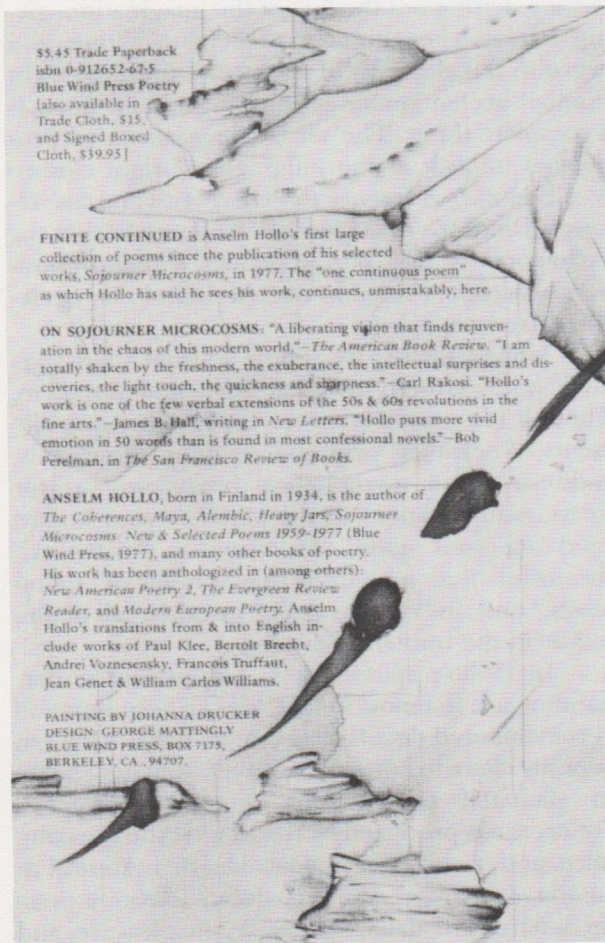 $5.45 Trade Paperback
isbn 0-912652-67-5
Blue Wind Press Poetry
[also available in
Trade Cloth, $15,
and Signed Boxed
Cloth, $39.95]
FINITE CONTINUED is Anselm Hollo's first large
collection of poems since the publication of his selected
works, Sojourner Microcosms, in 1977. The "one continuous poem"
as which Hollo has said he sees his work, continues, unmistakably, here.
ON SOJOURNER MICROCOSMS: "A liberating vision that finds rejuven-
ation in the chaos of this modern world."—The American Book Review. "I am
totally shaken by the freshness, the exuberance, the intellectual surprises and dis-
coveries, the light touch, the quickness and sharpness."—Carl Rakosi. "Hollo's
work is one of the few verbal extensions of the 50s & 60s revolutions in the
fine arts."—James B. Hall, writing in New Letters. "Hollo puts more vivid
emotion in 50 words than is found in most confessional novels."—Bob
Perelman, in The San Francisco Review of Books.
ANSELM HOLLO, born in Finland in 1934, is the author of
The Coherences, Maya, Alembic, Heavy Jars, Sojourner
Microcosms: New & Selected Poems 1959-1977 (Blue
Wind Press, 1977), and many other books of poetry.
His work has been anthologized in (among others):
New American Poetry 2, The Evergreen Review
Reader, and Modern European Poetry. Anselm
Hollo's translations from & into English in-
clude works of Paul Klee, Bertolt Brecht,
Andrei Voznesensky, Francois Truffaut,
Jean Genet & William Carlos Williams.
PAINTING BY JOHANNA DRUCKER
DESIGN: GEORGE MATTINGLY
BLUE WIND PRESS, BOX 7175,
BERKELEY, CA., 94707.